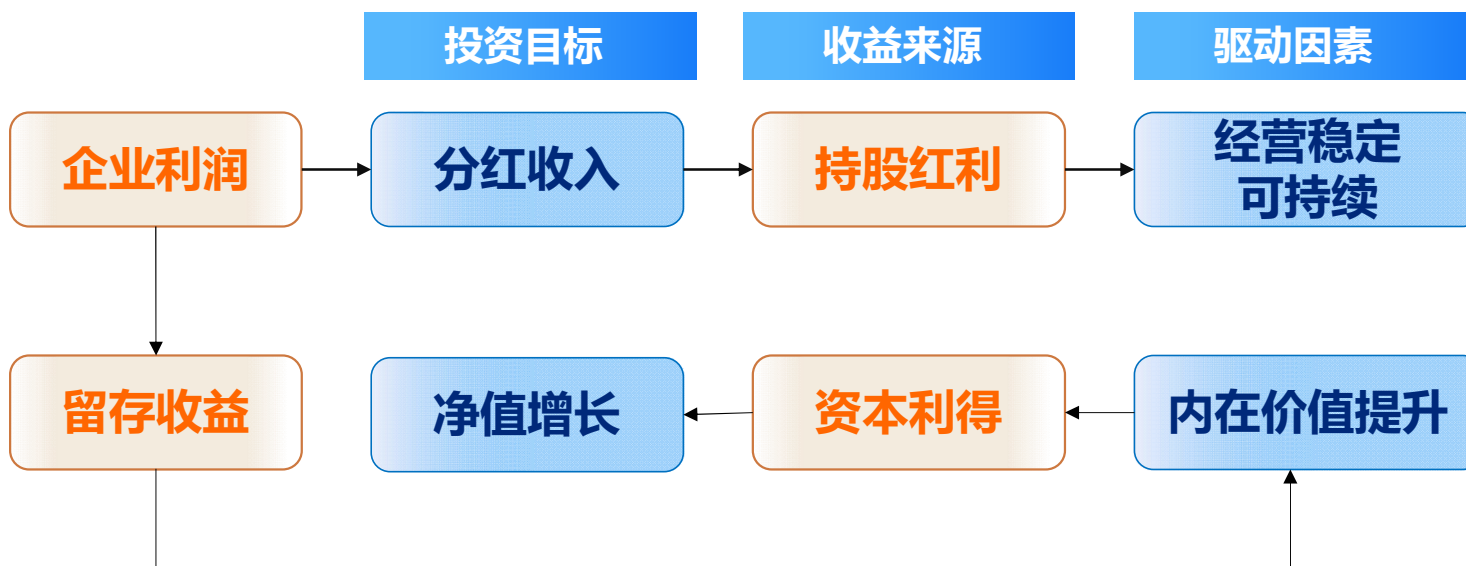 投资目标
收益来源
驱动因素
企业利润
分红收入
持股红利
经营稳定
可持续
留存收益
净值增长
资本利得
内在价值提升